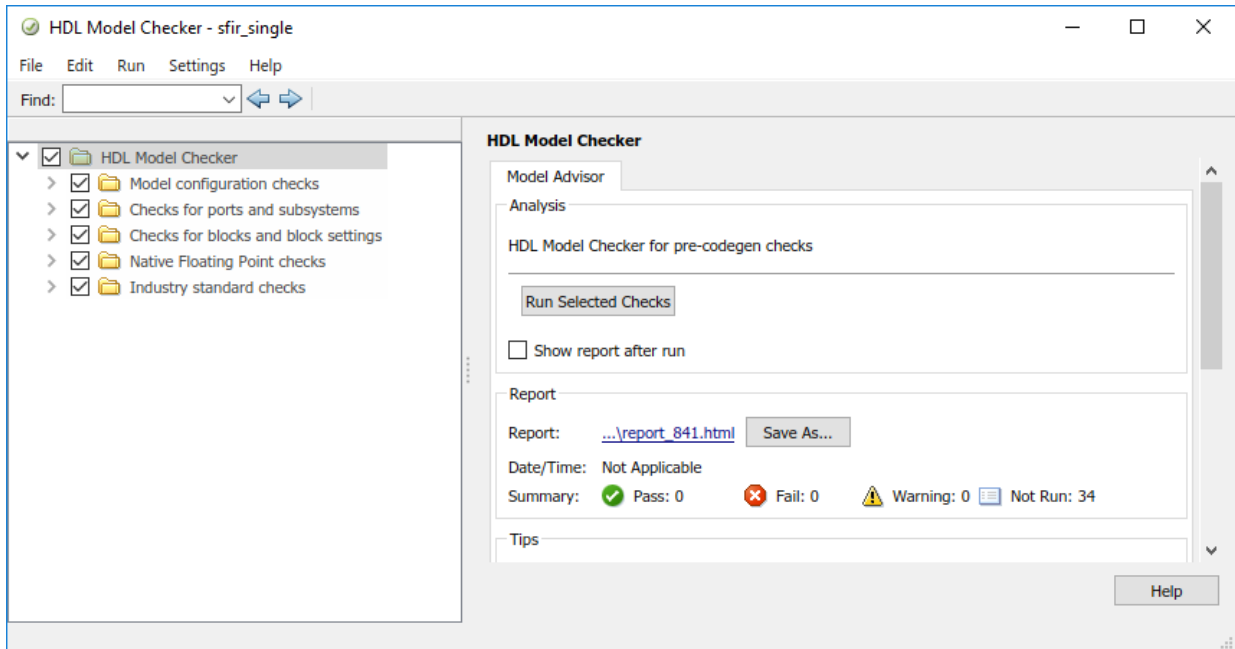 HDL Model Checker - sfir_single
File Edit Run Settings Help
Find:
HDL Model Checker
Model configuration checks
Checks for ports and subsystems
Checks for blocks and block settings
Native Floating Point checks
Industry standard checks
HDL Model Checker
Model Advisor
Analysis
HDL Model Checker for pre-codegen checks
Run Selected Checks
Show report after run
Report
Report: ...\report_841.html Save As...
Date/Time: Not Applicable
Summary: Pass: 0 Fail: 0 Warning: 0 Not Run: 34
Tips
Help